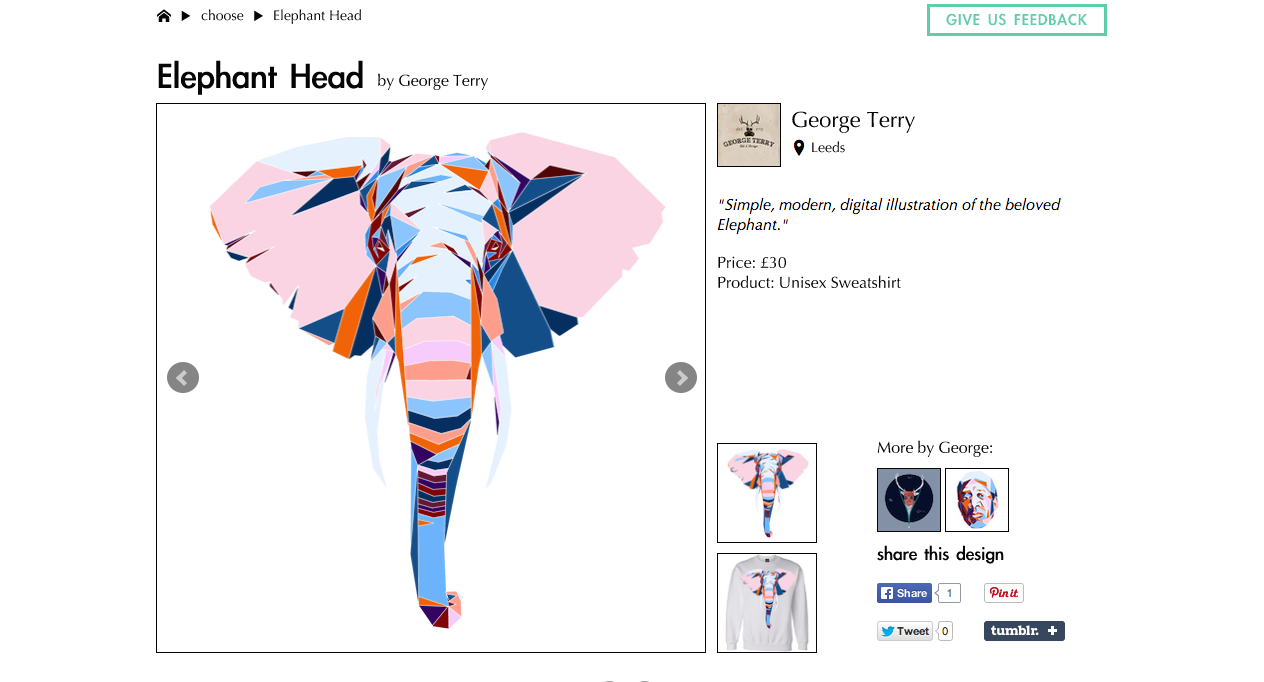 choose
Elephant Head
GIVE US FEEDBACK
Elephant Head by George Terry
GEORGE TERRY
George Terry
Leeds
"Simple, modern, digital illustration of the beloved
Elephant."
Price: £30
Product: Unisex Sweatshirt
More by George:
share this design
Share 1
Pin it
Tweet 0
tumblr. +